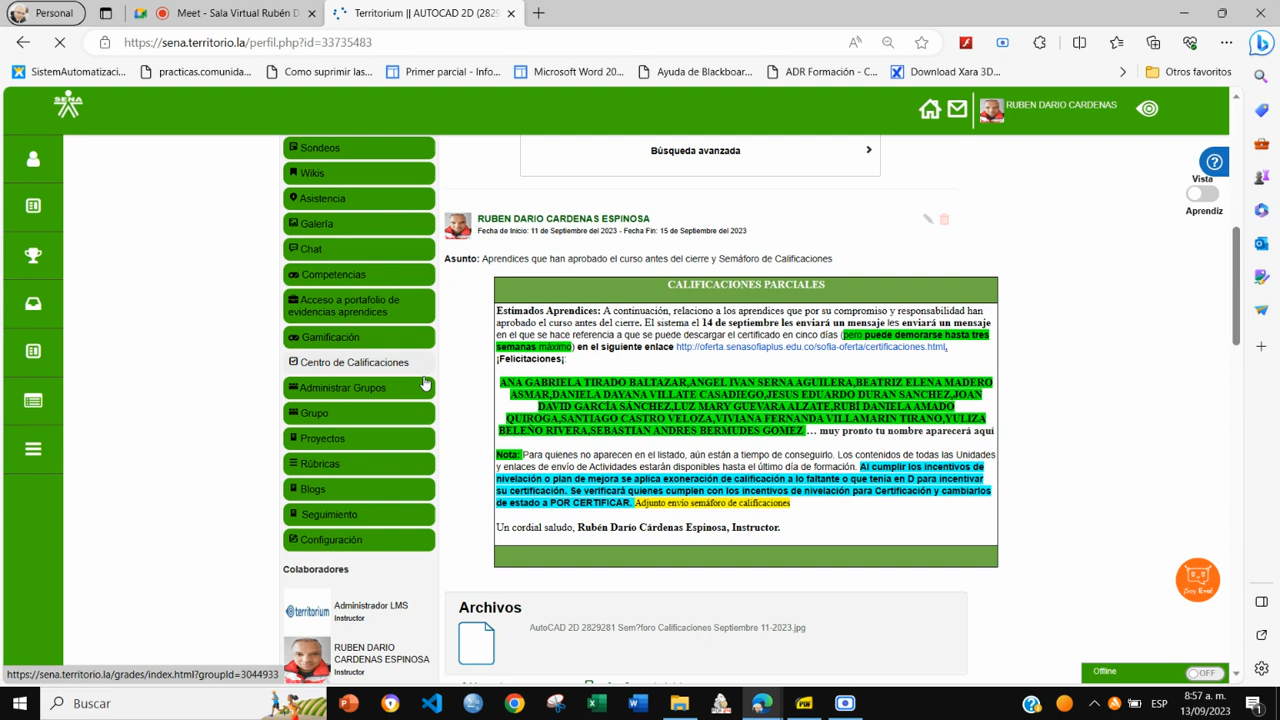 Personal
Meet - Sala Virtual Rubén D
Territorium || AUTOCAD 2D (2829
https://sena.territorio.la/perfil.php?id=33735483
SistemAutomatizaci...
practicas.comunida...
Como suprimir las...
Primer parcial - Info...
Microsoft Word 20...
Ayuda de Blackboar...
ADR Formación - C...
Download Xara 3D...
Otros favoritos
SENA
RUBEN DARIO CARDENAS
Sondeos
Wikis
Asistencia
Galería
Chat
Competencias
Acceso a portafolio de
evidencias aprendices
Gamificación
Centro de Calificaciones
Administrar Grupos
Grupo
Proyectos
Rúbricas
Blogs
Seguimiento
Configuración
Colaboradores
territorium
Administrador LMS
Instructor
RUBEN DARIO
CARDENAS ESPINOSA
Instructor
Búsqueda avanzada
Vista
Aprendiz
RUBEN DARIO CARDENAS ESPINOSA
Fecha de Inicio: 11 de Septiembre del 2023 - Fecha Fin: 15 de Septiembre del 2023
Asunto: Aprendices que han aprobado el curso antes del cierre y Semáforo de Calificaciones
CALIFICACIONES PARCIALES
Estimados Aprendices: A continuación, relaciono a los aprendices que por su compromiso y responsabilidad han
aprobado el curso antes del cierre. El sistema el 14 de septiembre les enviará un mensaje les enviará un mensaje
en el que se hace referencia a que se puede descargar el certificado en cinco días (pero puede demorarse hasta tres
semanas máximo) en el siguiente enlace http://oferta.senasofiaplus.edu.co/sofia-oferta/certificaciones.html,
¡Felicitaciones¡:
ANA GABRIELA TIRADO BALTAZAR,ANGEL IVAN SERNA AGUILERA,BEATRIZ ELENA MADERO
ASMAR,DANIELA DAYANA VILLATE CASADIEGO,JESUS EDUARDO DURAN SANCHEZ,JOAN
DAVID GARCÍA SÁNCHEZ,LUZ MARY GUEVARA ALZATE,RUBÍ DANIELA AMADO
QUIROGA,SANTIAGO CASTRO VELOZA,VIVIANA FERNANDA VILLAMARIN TIRANO,YULIZA
BELEÑO RIVERA,SEBASTIAN ANDRES BERMUDES GOMEZ ... muy pronto tu nombre aparecerá aquí
Nota: Para quienes no aparecen en el listado, aún están a tiempo de conseguirlo. Los contenidos de todas las Unidades
y enlaces de envío de Actividades estarán disponibles hasta el último día de formación. Al cumplir los incentivos de
nivelación o plan de mejora se aplica exoneración de calificación a lo faltante o que tenía en D para incentivar
su certificación. Se verificará quienes cumplen con los incentivos de nivelación para Certificación y cambiarlos
de estado a POR CERTIFICAR. Adjunto envío semáforo de calificaciones
Un cordial saludo, Rubén Darío Cárdenas Espinosa, Instructor.
Archivos
AutoCAD 2D 2829281 Sem?foro Calificaciones Septiembre 11-2023.jpg
¡Soy Eva!
Offline
OFF
https://sena.territorio.la/grades/index.html?groupId=3044933
Buscar
ESP
8:57 a. m.
13/09/2023